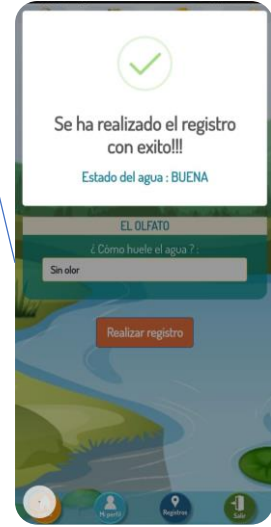 Se ha realizado el registro
con exito!!!
Estado del agua : BUENA
EL OLFATO
¿ Cómo huele el agua ? :
Sin olor
Realizar registro
Mi perfil
Registros
Salir